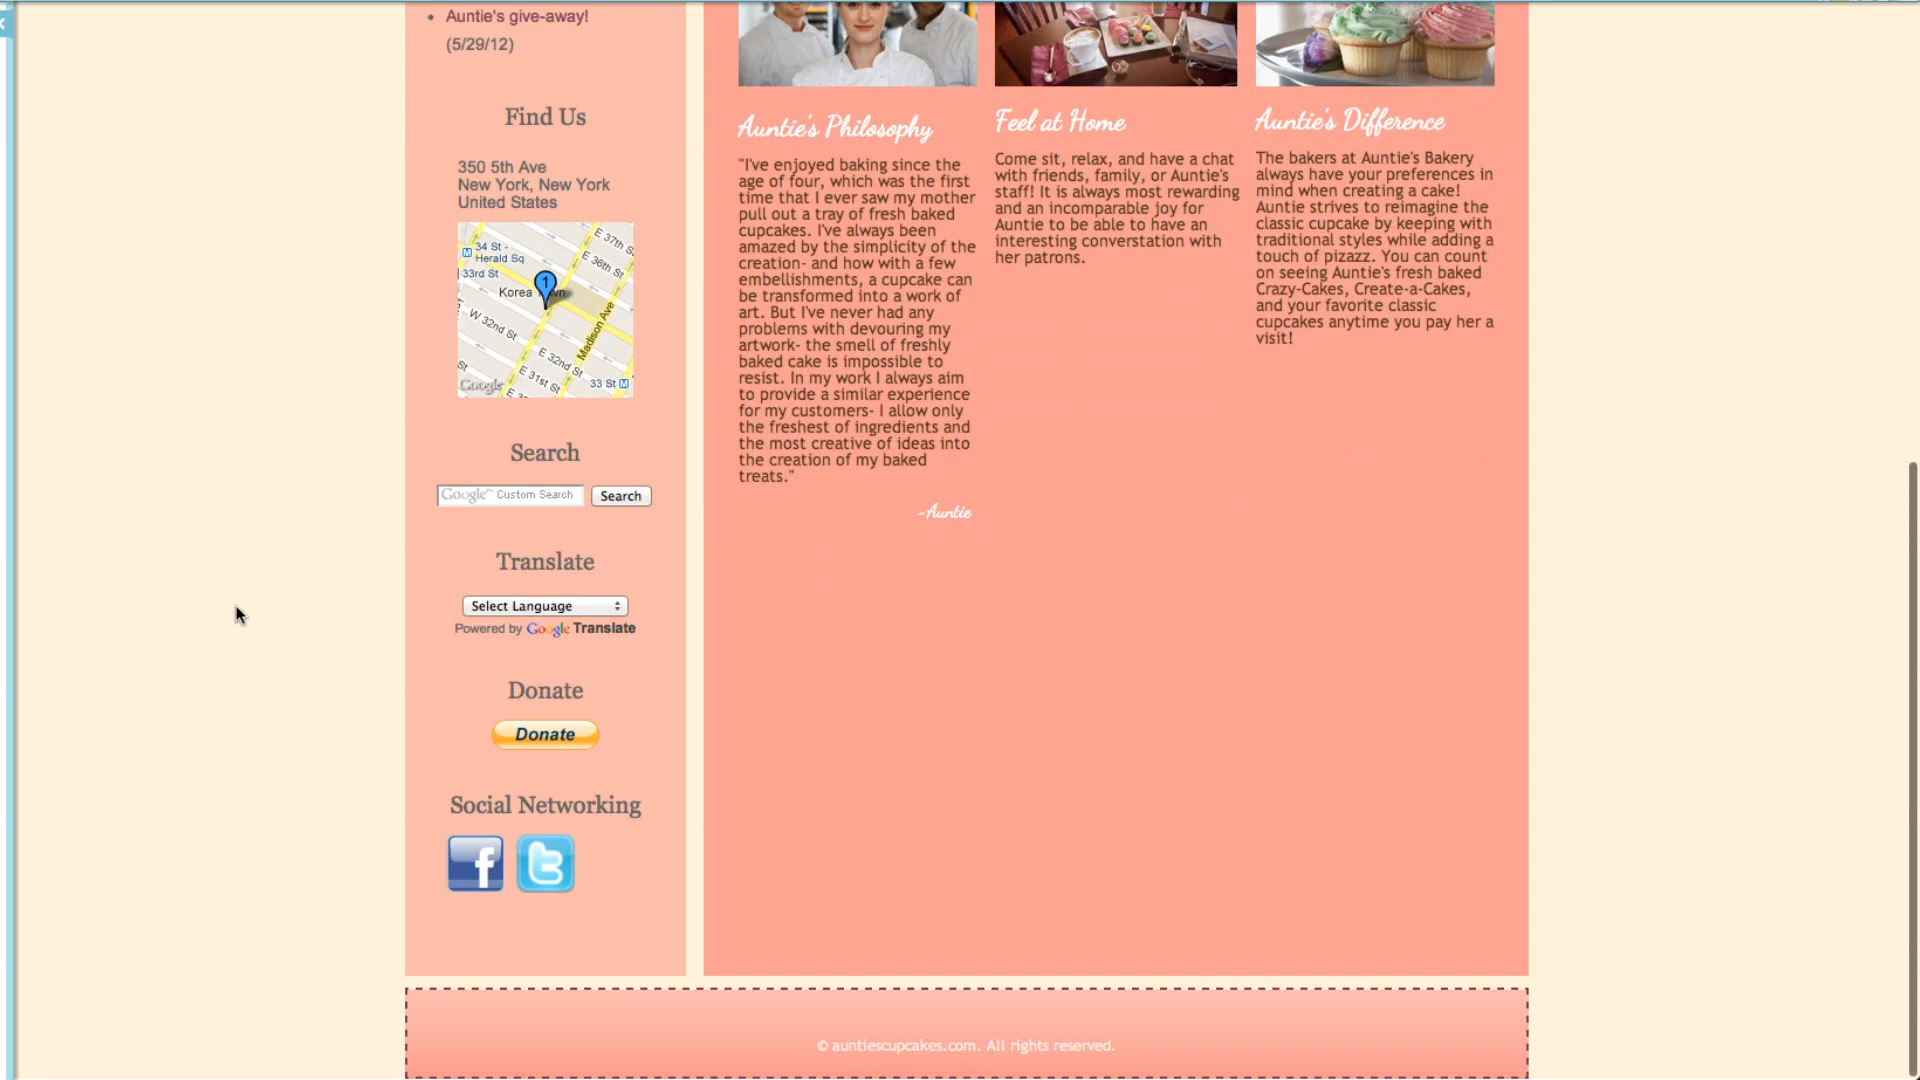 Auntie's give-away!
(5/29/12)
Find Us
350 5th Ave
New York, New York
United States
E 37th S
34 St -
Herald Sq
E 36th St
33rd St
Korea
wn
1
W 32nd St
Madison Ave
E 32nd St
St
E 31st St
33 St M
Google
Search
Google™ Custom Search
Search
Translate
Select Language
Powered by Google Translate
Donate
Donate
Social Networking
f
t
Auntie's Philosophy
"I've enjoyed baking since the
age of four, which was the first
time that I ever saw my mother
pull out a tray of fresh baked
cupcakes. I've always been
amazed by the simplicity of the
creation- and how with a few
embellishments, a cupcake can
be transformed into a work of
art. But I've never had any
problems with devouring my
artwork- the smell of freshly
baked cake is impossible to
resist. In my work I always aim
to provide a similar experience
for my customers- I allow only
the freshest of ingredients and
the most creative of ideas into
the creation of my baked
treats."
-Auntie
Feel at Home
Come sit, relax, and have a chat
with friends, family, or Auntie's
staff! It is always most rewarding
and an incomparable joy for
Auntie to be able to have an
interesting converstation with
her patrons.
Auntie's Difference
The bakers at Auntie's Bakery
always have your preferences in
mind when creating a cake!
Auntie strives to reimagine the
classic cupcake by keeping with
traditional styles while adding a
touch of pizazz. You can count
on seeing Auntie's fresh baked
Crazy-Cakes, Create-a-Cakes,
and your favorite classic
cupcakes anytime you pay her a
visit!
© auntiescupcakes.com. All rights reserved.